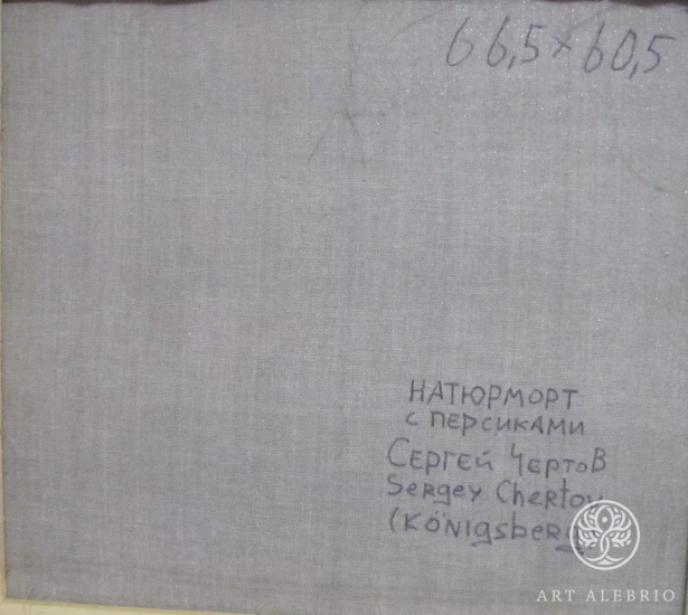 66,5×60,5
НАТЮРМОРТ
С ПЕРСИКАМИ
СЕРГЕЙ ЧЕРТОВ
Sergey Chertov
(Königsberg
ART ALEBRIO